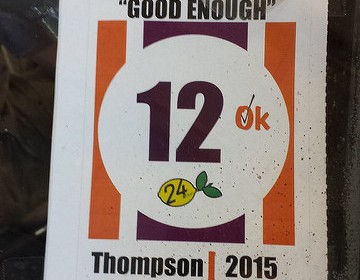 "GOOD ENOUGH"
12 Ok
24
Thompson | 2015